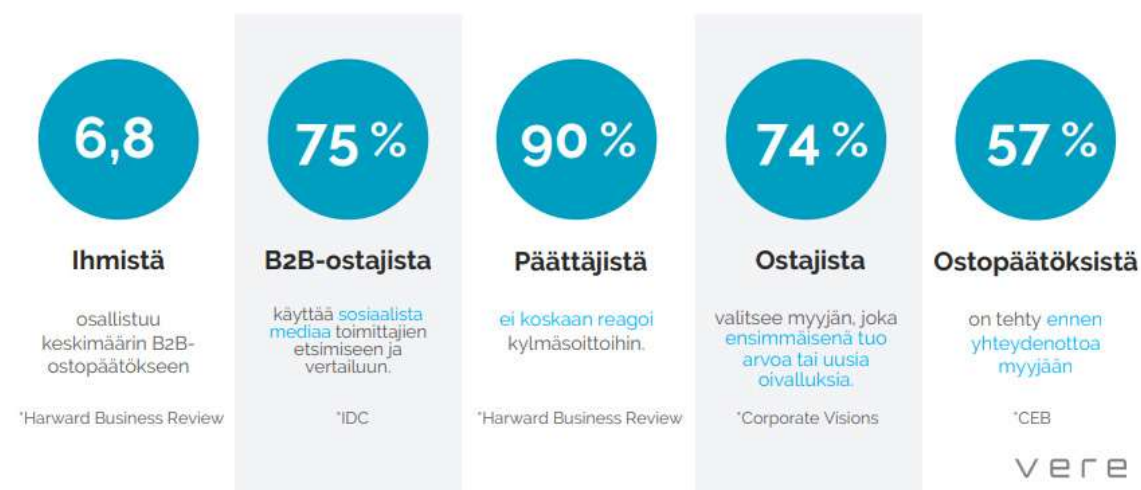 6,8
Ihmistä
osallistuu
keskimäärin B2B-
ostopäätökseen
*Harward Business Review
75 %
B2B-ostajista
käyttää sosiaalista
mediaa toimittajien
etsimiseen ja
vertailuun.
*IDC
90 %
Päättäjistä
ei koskaan reagoi
kylmäsoittoihin.
*Harward Business Review
74 %
Ostajista
valitsee myyjän, joka
ensimmäisenä tuo
arvoa tai uusia
oivalluksia.
*Corporate Visions
57 %
Ostopäätöksistä
on tehty ennen
yhteydenottoa
myyjään
*CEB
vere